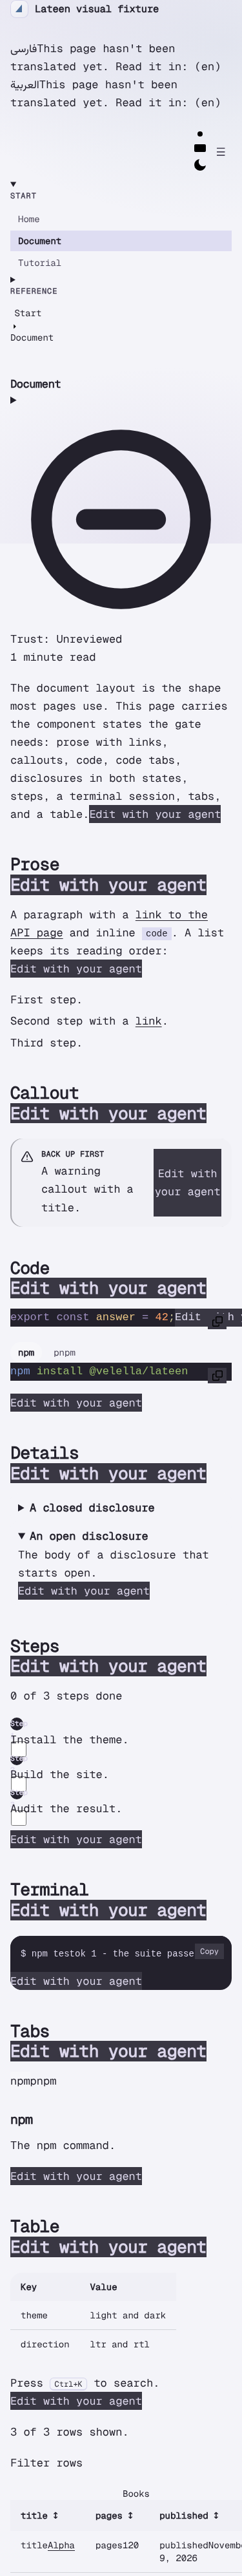 Lateen visual fixture
فارسیThis page hasn't been
translated yet. Read it in: (en)
العربيةThis page hasn't been
translated yet. Read it in: (en)
START
Home
Document
Tutorial
REFERENCE
Start
Document
Document
Trust: Unreviewed
1 minute read
The document layout is the shape
most pages use. This page carries
the component states the gate
needs: prose with links,
callouts, code, code tabs,
disclosures in both states,
steps, a terminal session, tabs,
and a table.Edit with your agent
Prose
Edit with your agent
A paragraph with a link to the
API page and inline code. A list
keeps its reading order:
Edit with your agent
First step.
Second step with a link.
Third step.
Callout
Edit with your agent
BACK UP FIRST
A warning
callout with a
title.
Edit with
your agent
Code
Edit with your agent
export const answer = 42;Edit
npm pnpm
npm install @velella/lateen
Edit with your agent
Details
Edit with your agent
A closed disclosure
An open disclosure
The body of a disclosure that
starts open.
Edit with your agent
Steps
Edit with your agent
0 of 3 steps done
Install the theme.
Build the site.
Audit the result.
Edit with your agent
Terminal
Edit with your agent
$ npm testok 1 - the suite passe
Copy
Edit with your agent
Tabs
Edit with your agent
npmpnpm
npm
The npm command.
Edit with your agent
Table
Edit with your agent
Key Value
theme light and dark
direction ltr and rtl
Press Ctrl+K to search.
Edit with your agent
3 of 3 rows shown.
Filter rows
Books
title ↕ pages ↕ published ↕
titleAlpha pages120 publishedNovembe
9, 2026